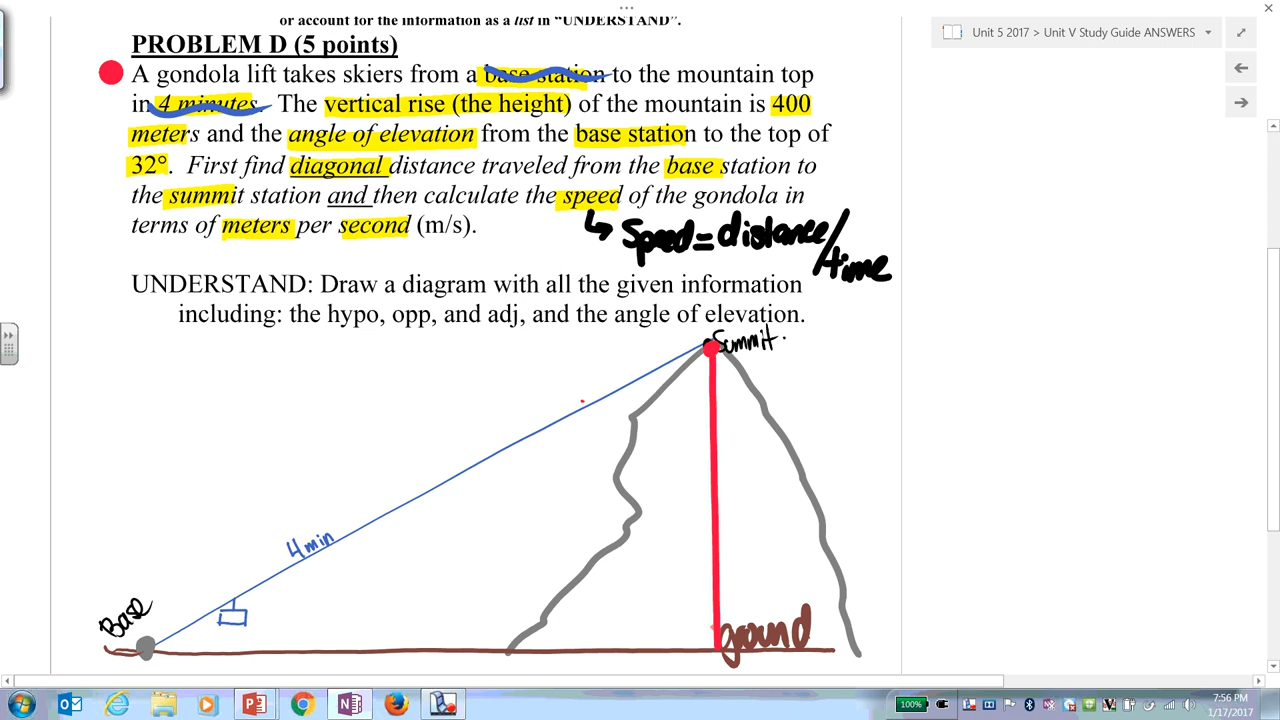 or account for the information as a list in “UNDERSTAND”.
Unit 5 2017 > Unit V Study Guide ANSWERS
PROBLEM D (5 points)
A gondola lift takes skiers from a base station to the mountain top
in 4 minutes. The vertical rise (the height) of the mountain is 400
meters and the angle of elevation from the base station to the top of
32°. First find diagonal distance traveled from the base station to
the summit station and then calculate the speed of the gondola in
terms of meters per second (m/s).
Speed = distance/
time
UNDERSTAND: Draw a diagram with all the given information
including: the hypo, opp, and adj, and the angle of elevation.
Summit.
4min
Base
ground
100%
7:56 PM
1/17/2017